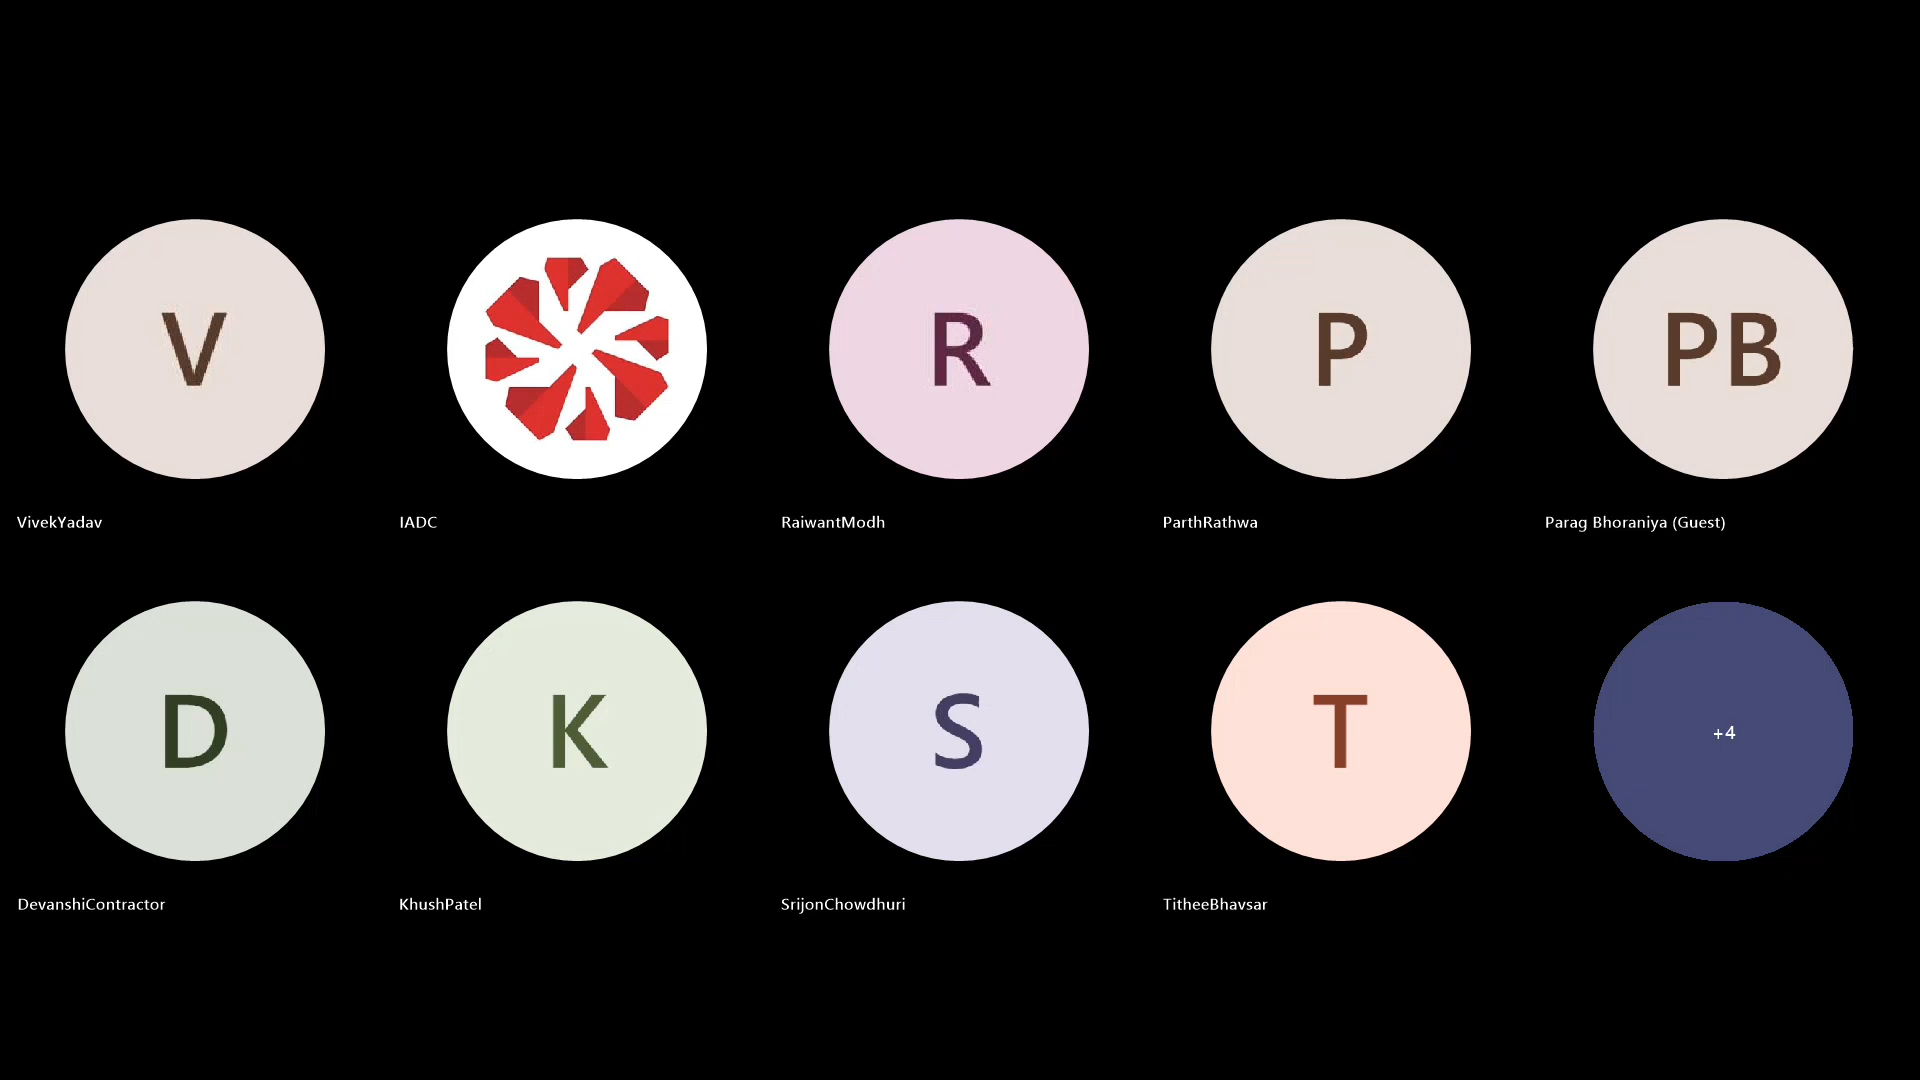 V
R
P
PB
VivekYadav
IADC
RaiwantModh
ParthRathwa
Parag Bhoraniya (Guest)
D
K
S
T
+4
DevanshiContractor
KhushPatel
SrijonChowdhuri
TitheeBhavsar